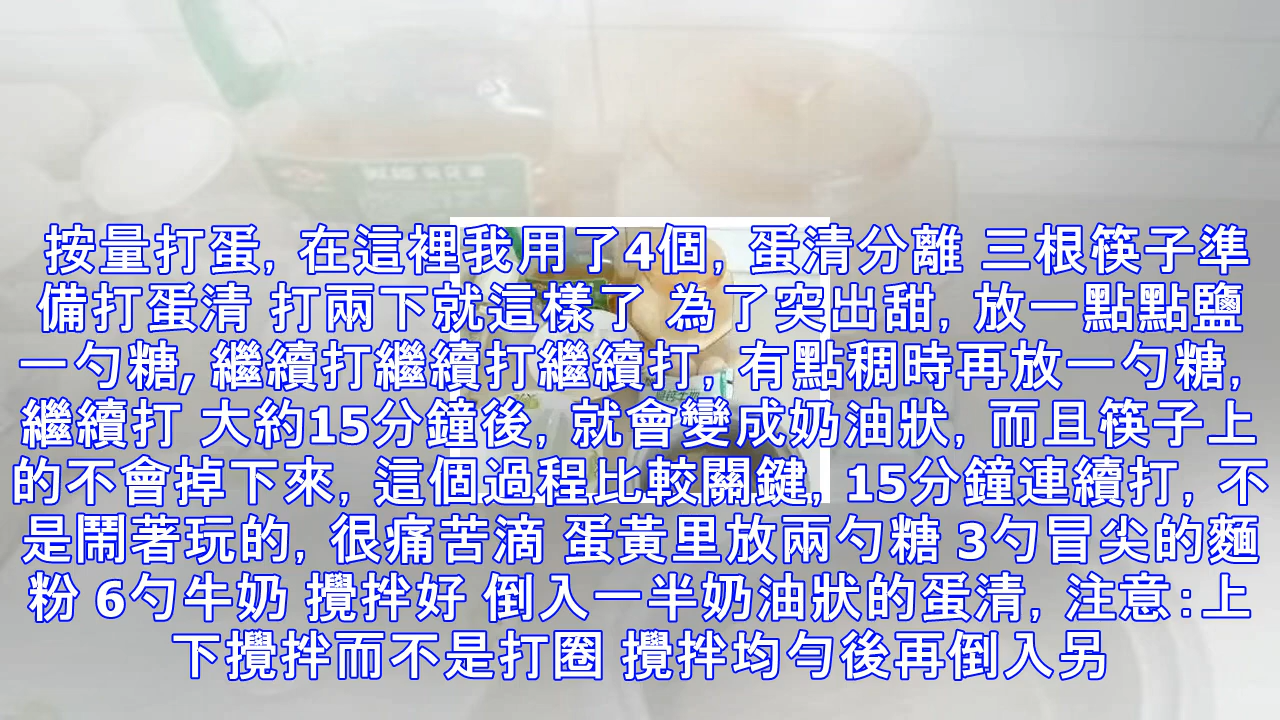 按量打蛋, 在這裡我用了4個, 蛋清分離 三根筷子準
備打蛋清 打兩下就這樣了 為了突出甜, 放一點點鹽
一勺糖, 繼續打繼續打繼續打, 有點稠時再放一勺糖,
繼續打 大約15分鐘後, 就會變成奶油狀, 而且筷子上
的不會掉下來, 這個過程比較關鍵, 15分鐘連續打, 不
是鬧著玩的, 很痛苦滴 蛋黃里放兩勺糖 3勺冒尖的麵
粉 6勺牛奶 攪拌好 倒入一半奶油狀的蛋清, 注意:上
下攪拌而不是打圈 攪拌均勻後再倒入另